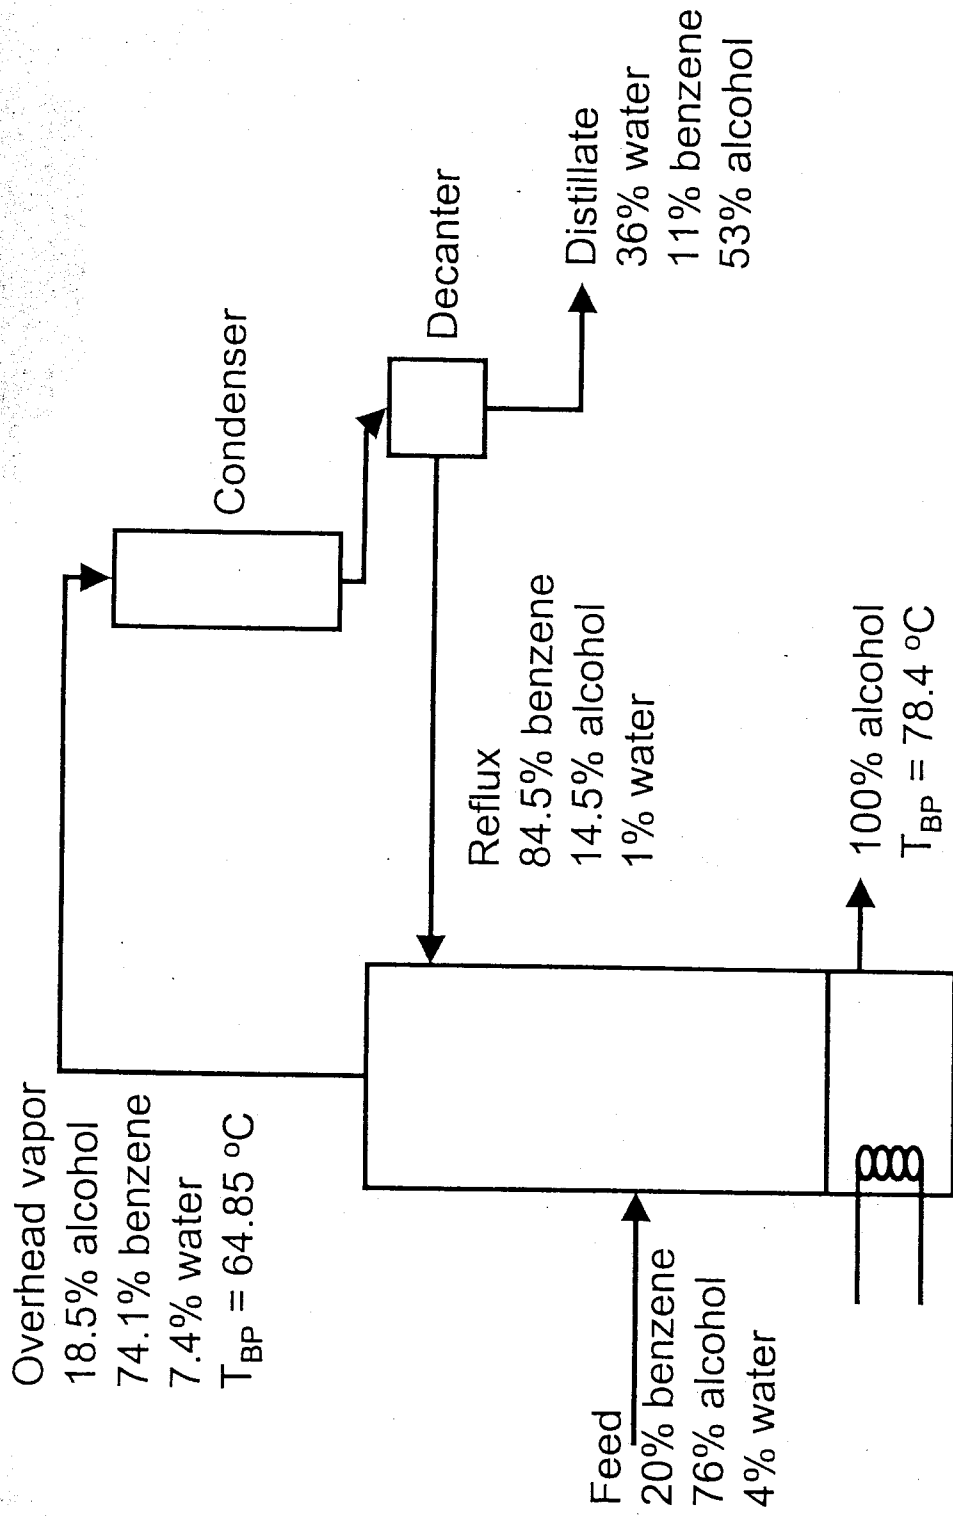 Overhead vapor
18.5% alcohol
74.1% benzene
7.4% water
T_BP = 64.85 ºC
Condenser
Decanter
Distillate
36% water
11% benzene
53% alcohol
Reflux
84.5% benzene
14.5% alcohol
1% water
Feed
20% benzene
76% alcohol
4% water
100% alcohol
T_BP = 78.4 ºC